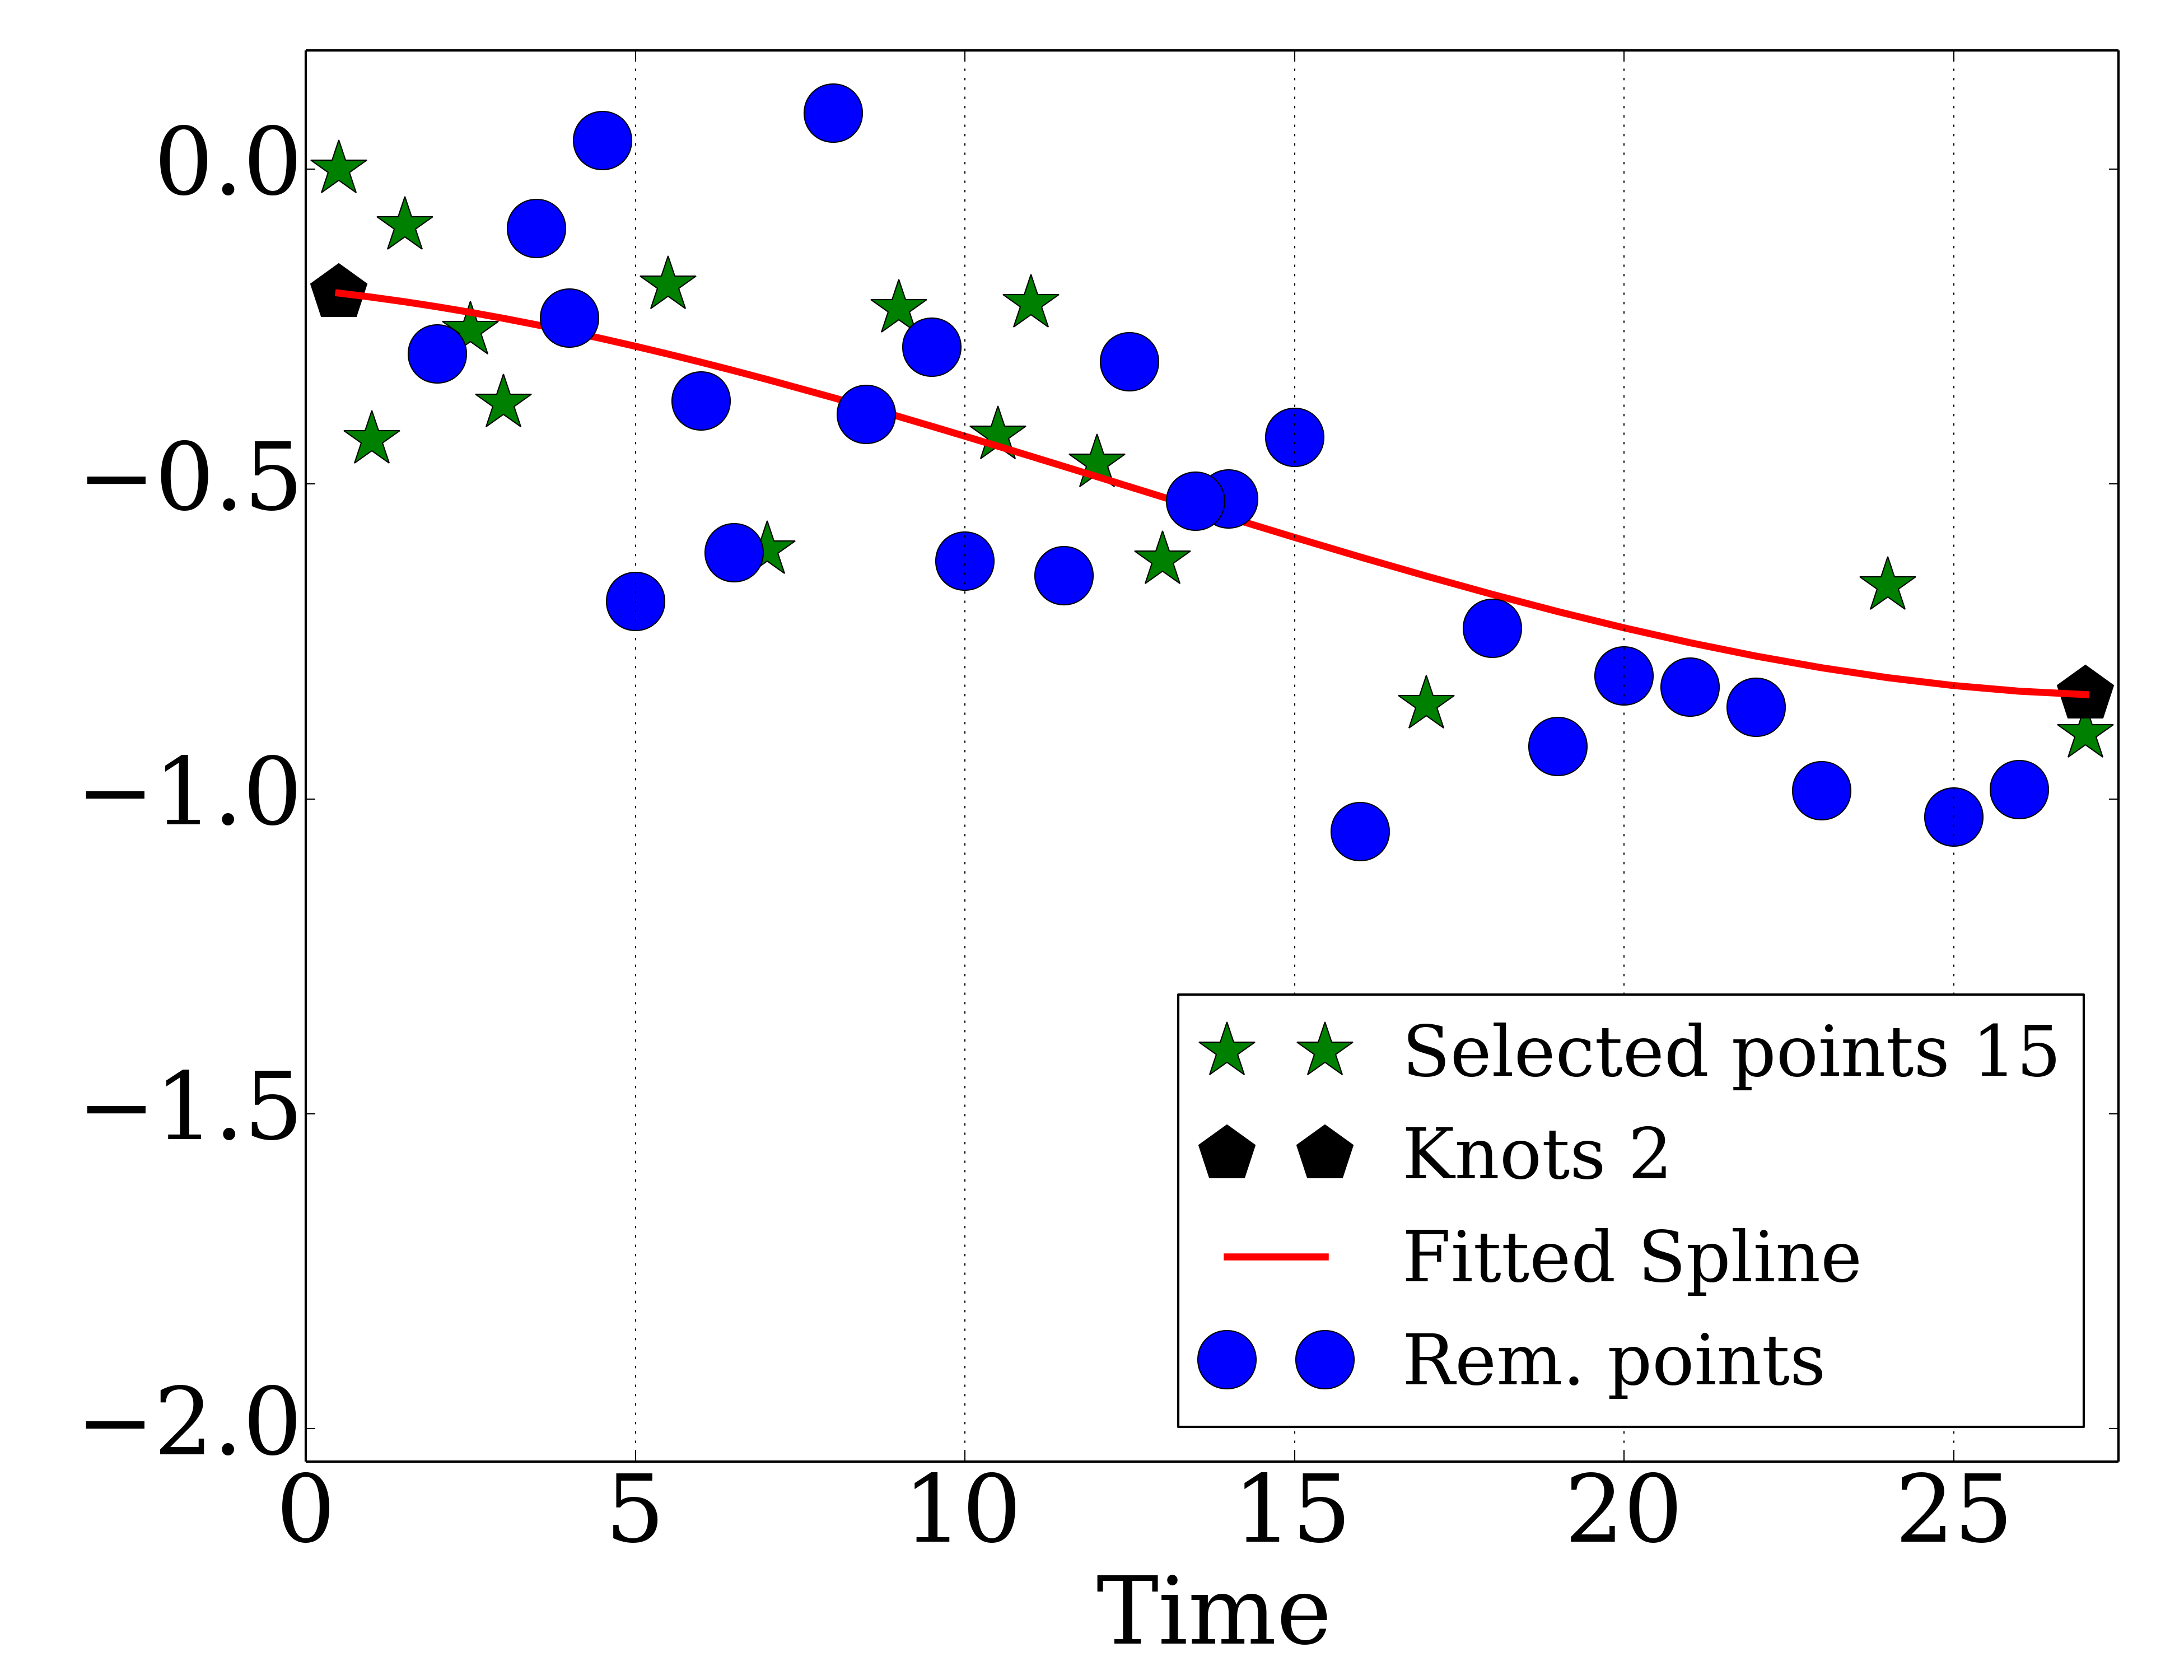 0.0
−0.5
−1.0
−1.5
−2.0
0 5 10 15 20 25
Time
Selected points 15
Knots 2
Fitted Spline
Rem. points